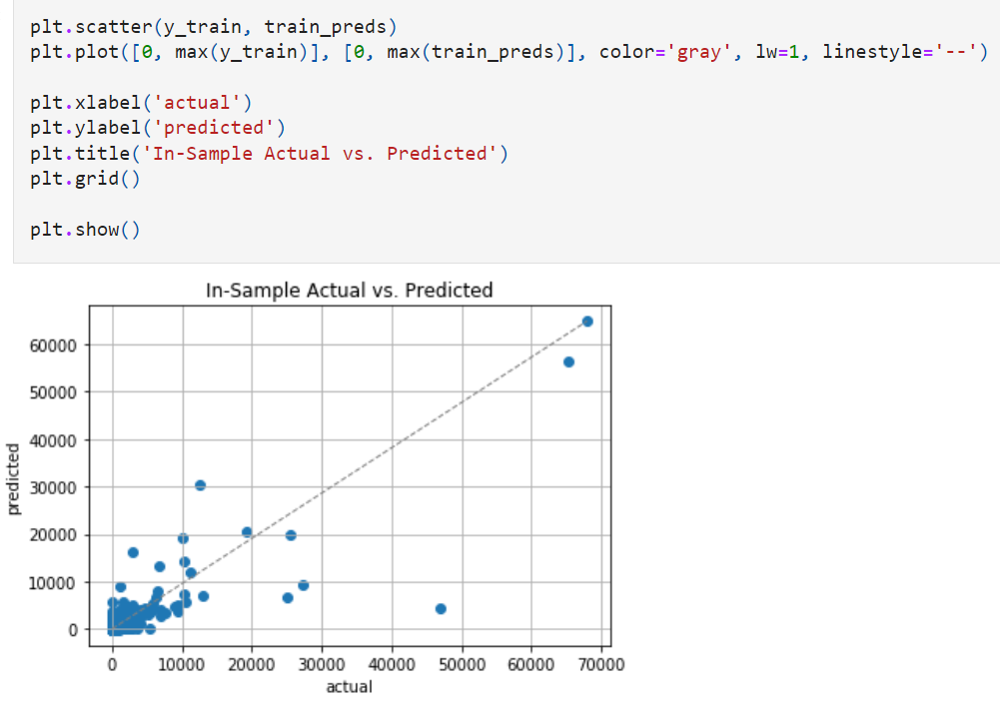 plt.scatter(y_train, train_preds)
plt.plot([0, max(y_train)], [0, max(train_preds)], color='gray', lw=1, linestyle='--')
plt.xlabel('actual')
plt.ylabel('predicted')
plt.title('In-Sample Actual vs. Predicted')
plt.grid()
plt.show()
In-Sample Actual vs. Predicted
60000
50000
40000
30000
20000
10000
0
predicted
0 10000 20000 30000 40000 50000 60000 70000
actual